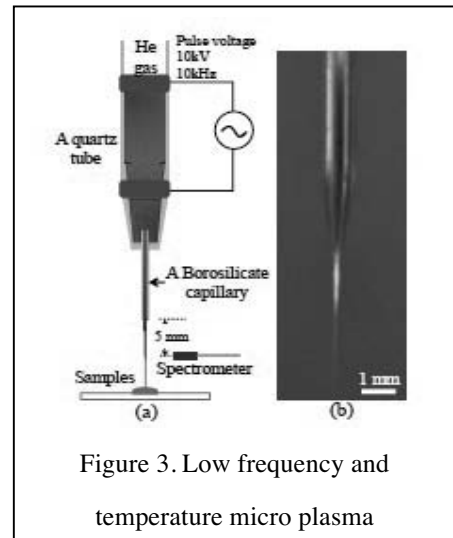 He
gas
Pulse voltage
10kV
10kHz
A quartz
tube
A Borosilicate
capillary
5 mm
Spectrometer
Samples
(a)
1 mm
(b)
Figure 3. Low frequency and
temperature micro plasma